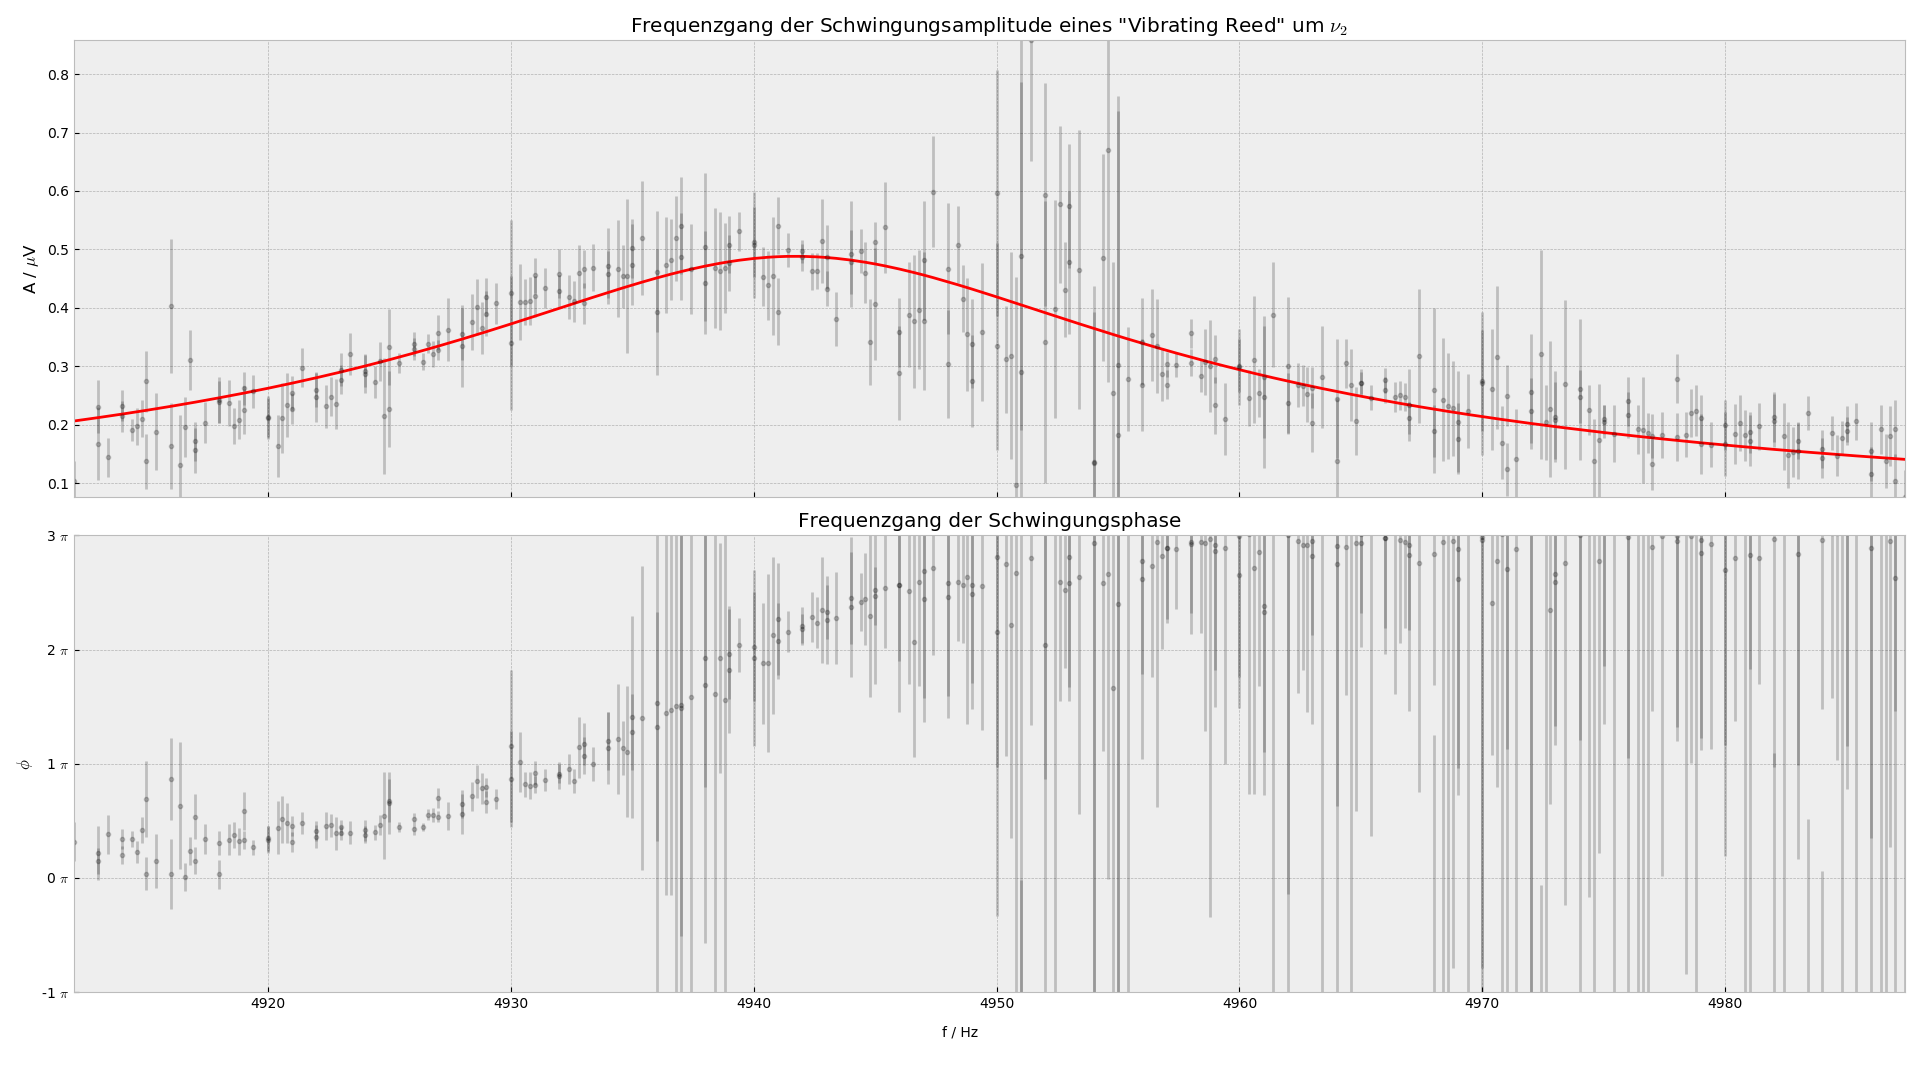 Frequenzgang der Schwingungsamplitude eines "Vibrating Reed" um ν₂
A / μV
0.8
0.7
0.6
0.5
0.4
0.3
0.2
0.1
Frequenzgang der Schwingungsphase
ϕ
3 π
2 π
1 π
0 π
-1 π
4920 4930 4940 4950 4960 4970 4980
f / Hz